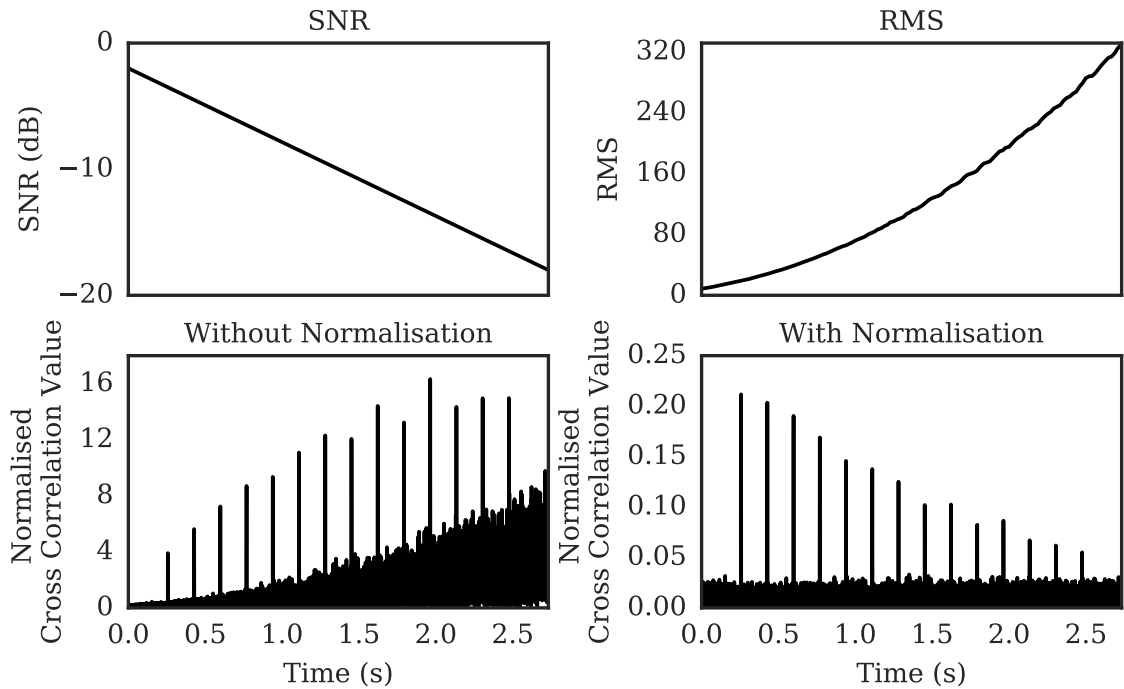 SNR
RMS
0
−10
−20
SNR (dB)
320
240
160
80
0
RMS
Without Normalisation
With Normalisation
Normalised
Cross Correlation Value
16
12
8
4
0
0.0 0.5 1.0 1.5 2.0 2.5
Time (s)
Normalised
Cross Correlation Value
0.25
0.20
0.15
0.10
0.05
0.00
0.0 0.5 1.0 1.5 2.0 2.5
Time (s)